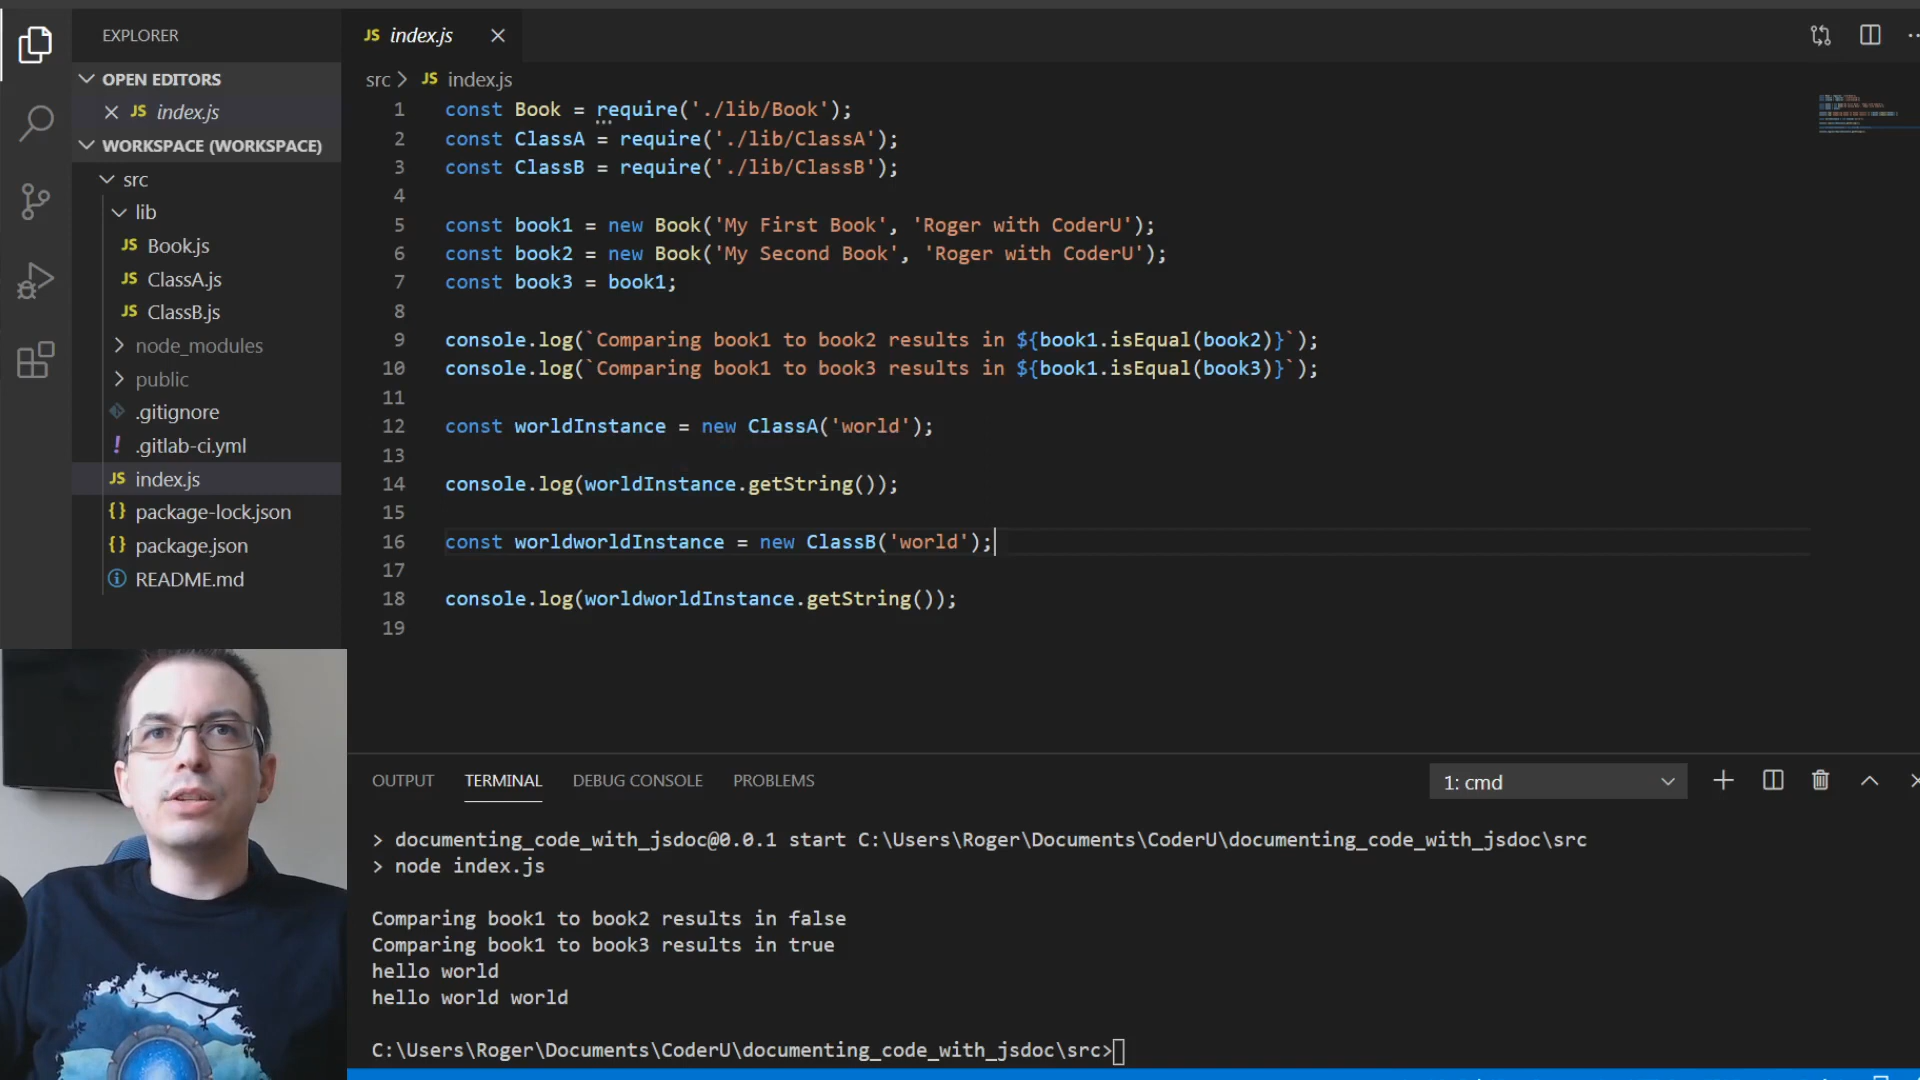 EXPLORER
OPEN EDITORS
JS index.js
WORKSPACE (WORKSPACE)
src
lib
JS Book.js
JS ClassA.js
JS ClassB.js
node_modules
public
.gitignore
! .gitlab-ci.yml
JS index.js
{} package-lock.json
{} package.json
README.md
JS index.js
src > JS index.js
1 const Book = require('./lib/Book');
2 const ClassA = require('./lib/ClassA');
3 const ClassB = require('./lib/ClassB');
4
5 const book1 = new Book('My First Book', 'Roger with CoderU');
6 const book2 = new Book('My Second Book', 'Roger with CoderU');
7 const book3 = book1;
8
9 console.log(`Comparing book1 to book2 results in ${book1.isEqual(book2)}`);
10 console.log(`Comparing book1 to book3 results in ${book1.isEqual(book3)}`);
11
12 const worldInstance = new ClassA('world');
13
14 console.log(worldInstance.getString());
15
16 const worldworldInstance = new ClassB('world');
17
18 console.log(worldworldInstance.getString());
19
OUTPUT TERMINAL DEBUG CONSOLE PROBLEMS 1: cmd
> documenting_code_with_jsdoc@0.0.1 start C:\Users\Roger\Documents\CoderU\documenting_code_with_jsdoc\src
> node index.js
Comparing book1 to book2 results in false
Comparing book1 to book3 results in true
hello world
hello world world
C:\Users\Roger\Documents\CoderU\documenting_code_with_jsdoc\src>